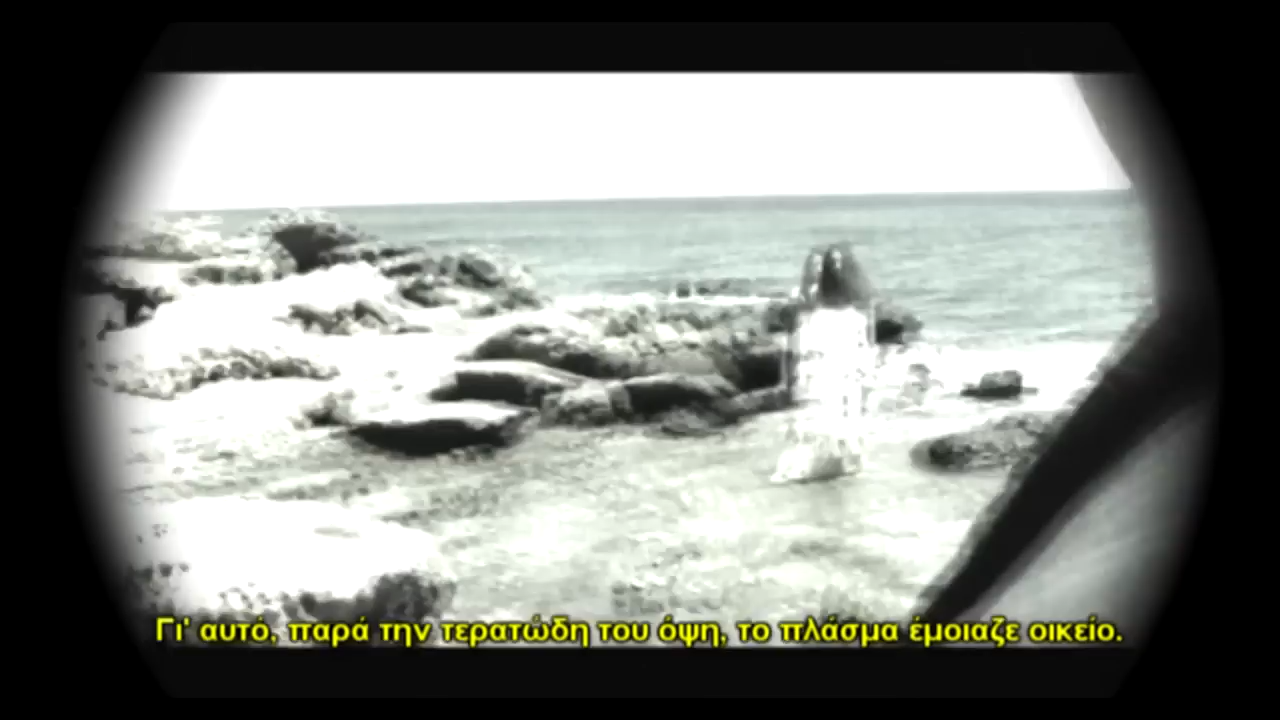 Γι' αυτό, παρά την τερατώδη του όψη, το πλάσμα έμοιαζε οικείο.